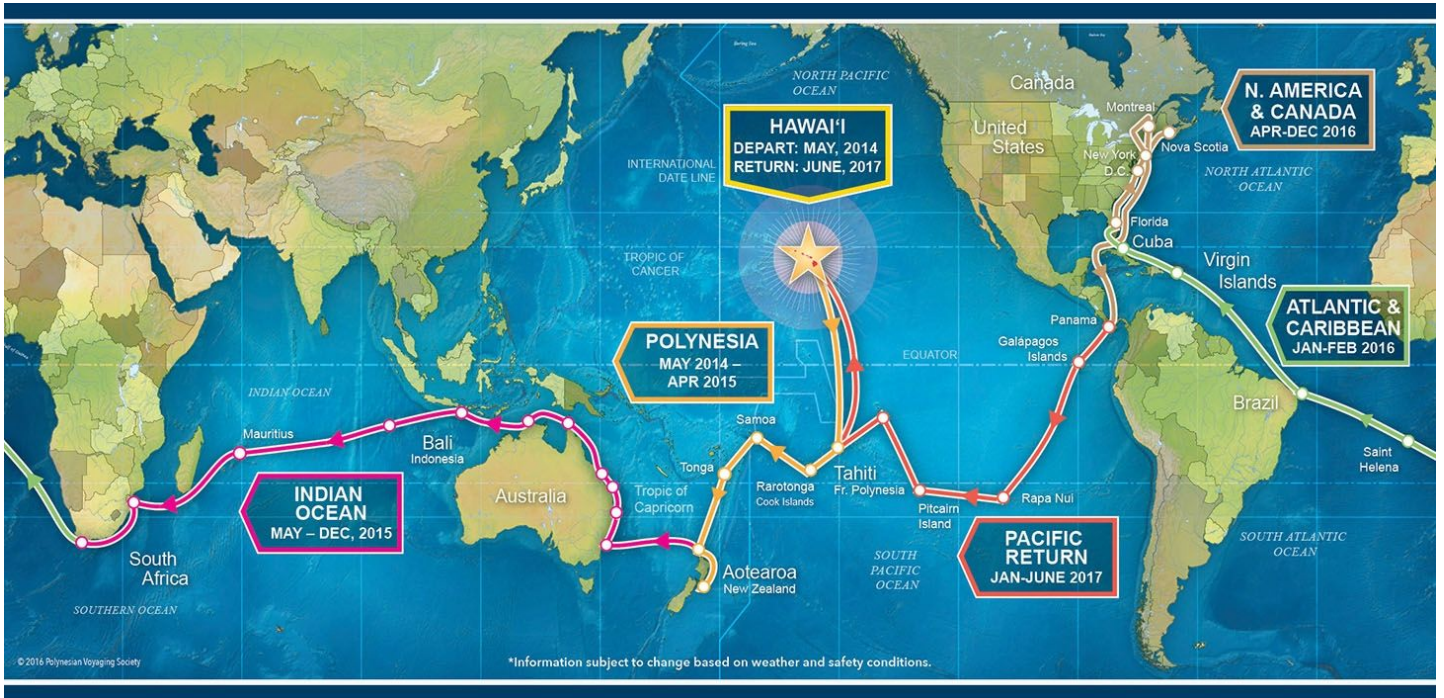 NORTH PACIFIC
OCEAN
Canada
N. AMERICA
& CANADA
APR-DEC 2016
Montreal
HAWAIʻI
DEPART: MAY, 2014
RETURN: JUNE, 2017
United
States
Nova Scotia
New York
D.C.
INTERNATIONAL
DATE LINE
NORTH ATLANTIC
OCEAN
Florida
Cuba
TROPIC OF
CANCER
Virgin
Islands
ATLANTIC &
CARIBBEAN
JAN-FEB 2016
Panama
POLYNESIA
MAY 2014 –
APR 2015
Galápagos
Islands
EQUATOR
INDIAN OCEAN
Brazil
Samoa
Mauritius
Bali
Indonesia
Saint
Helena
Tonga
Rarotonga
Cook Islands
Tahiti
Fr. Polynesia
Australia
Tropic of
Capricorn
Pitcairn
Island
Rapa Nui
INDIAN
OCEAN
MAY – DEC, 2015
PACIFIC
RETURN
JAN-JUNE 2017
SOUTH ATLANTIC
OCEAN
South
Africa
SOUTH
PACIFIC
OCEAN
Aotearoa
New Zealand
SOUTHERN OCEAN
© 2016 Polynesian Voyaging Society
*Information subject to change based on weather and safety conditions.